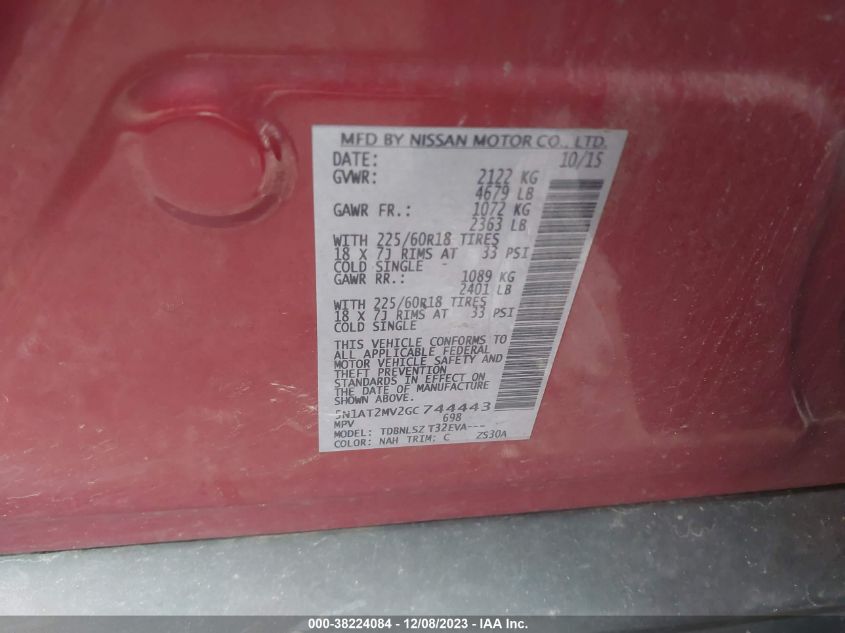 MFD BY NISSAN MOTOR CO., LTD.
DATE: 10/15
GVWR: 2122 KG
4679 LB
GAWR FR.: 1072 KG
2363 LB
WITH 225/60R18 TIRES
18 X 7J RIMS AT 33 PSI
COLD SINGLE -
GAWR RR.: 1089 KG
2401 LB
WITH 225/60R18 TIRES
18 X 7J RIMS AT 33 PSI
COLD SINGLE
THIS VEHICLE CONFORMS TO
ALL APPLICABLE FEDERAL
MOTOR VEHICLE SAFETY AND
THEFT PREVENTION
STANDARDS IN EFFECT ON
THE DATE OF MANUFACTURE
SHOWN ABOVE.
5N1AT2MV2GC744443
MPV 698
MODEL: TDBNLSZ T32EVA---
COLOR: NAH TRIM: C ZS30A
000-38224084 - 12/08/2023 - IAA Inc.